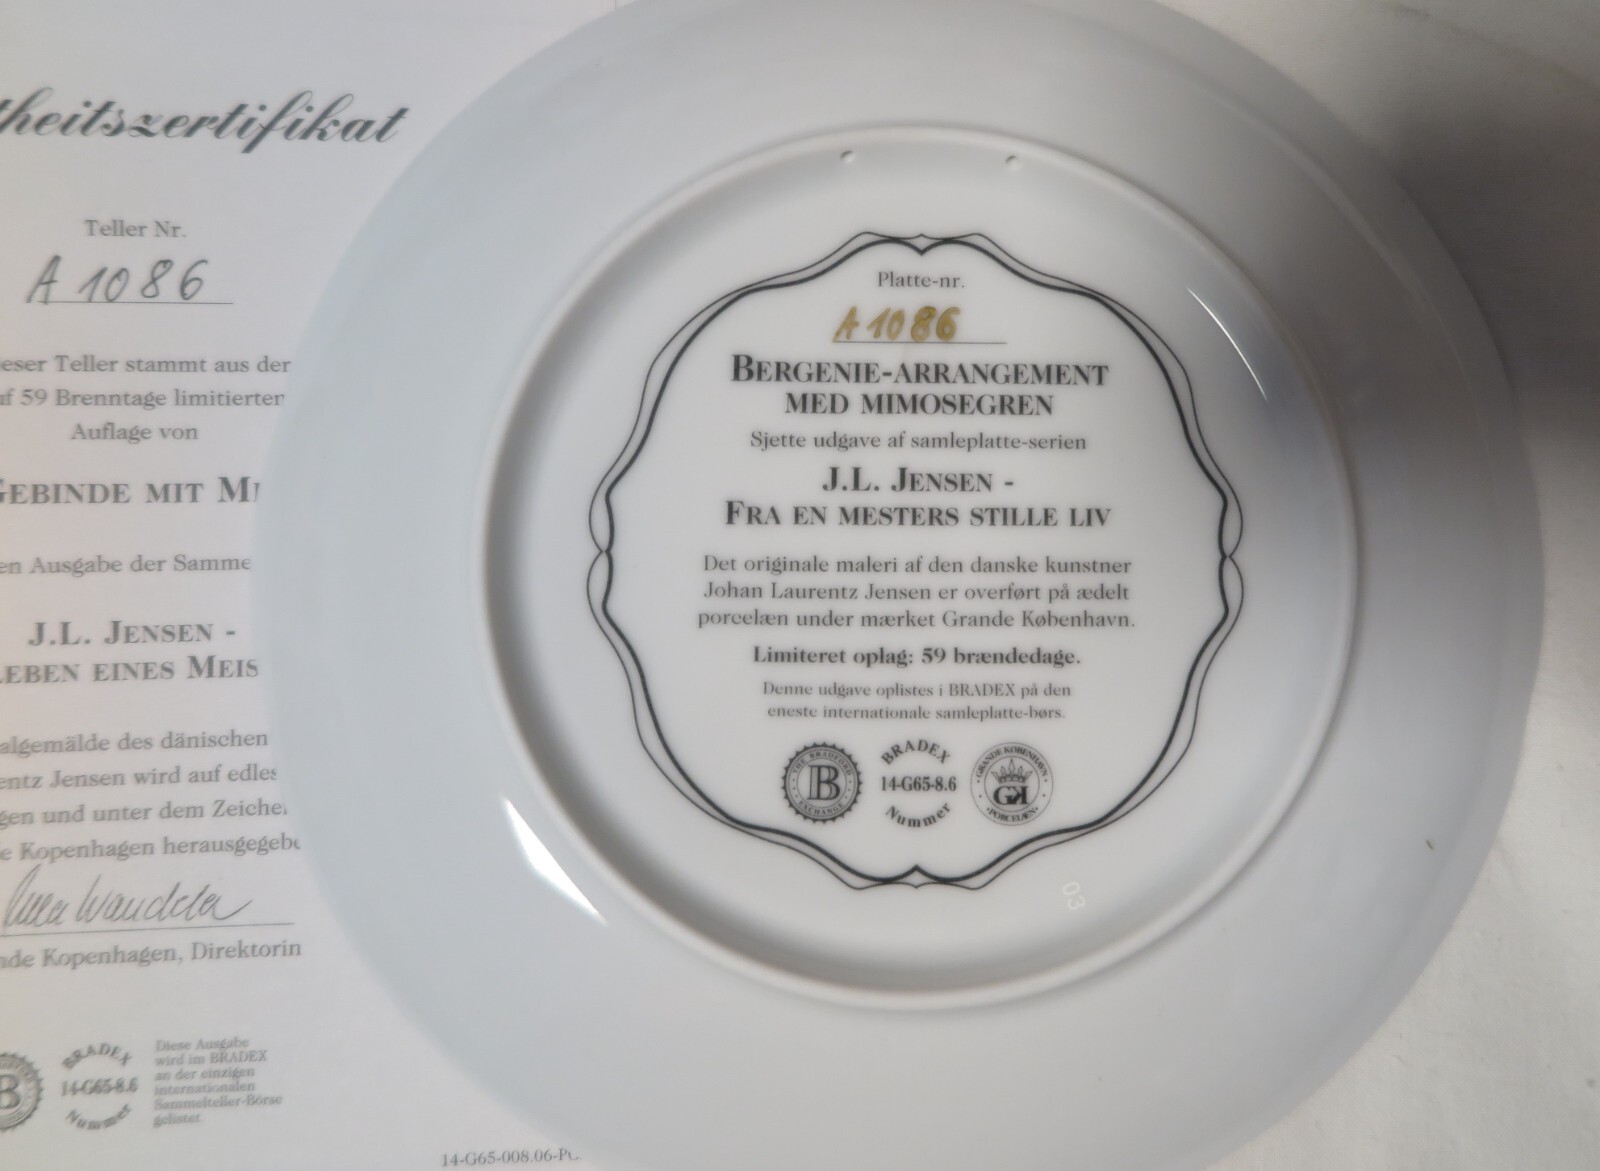 theitszertifikat
Teller Nr.
A 1086
eser Teller stammt aus der
uf 59 Brenntage limitierten
Auflage von
GEBINDE MIT MI
en Ausgabe der Samme
J.L. JENSEN -
LEBEN EINES MEIS
algemälde des dänischen
entz Jensen wird auf edles
gen und unter dem Zeichen
e Kopenhagen herausgegebe
nde Kopenhagen, Direktorin
B
BRADEX
14-G65-8.6
Nummer
Diese Ausgabe
wird im BRADEX
an der einzigen
internationalen
Sammelteller-Börse
gelistet.
14-G65-008.06-PG
Platte-nr.
A 1086
BERGENIE-ARRANGEMENT
MED MIMOSEGREN
Sjette udgave af samleplatte-serien
J.L. JENSEN -
FRA EN MESTERS STILLE LIV
Det originale maleri af den danske kunstner
Johan Laurentz Jensen er overført på ædelt
porcelæn under mærket Grande København.
Limiteret oplag: 59 brændedage.
Denne udgave oplistes i BRADEX på den
eneste internationale samleplatte-børs.
THE BRADFORD
B
EXCHANGE
BRADEX
14-G65-8.6
Nummer
GRANDE KØBENHAVN
GK
PORCELÆN
03